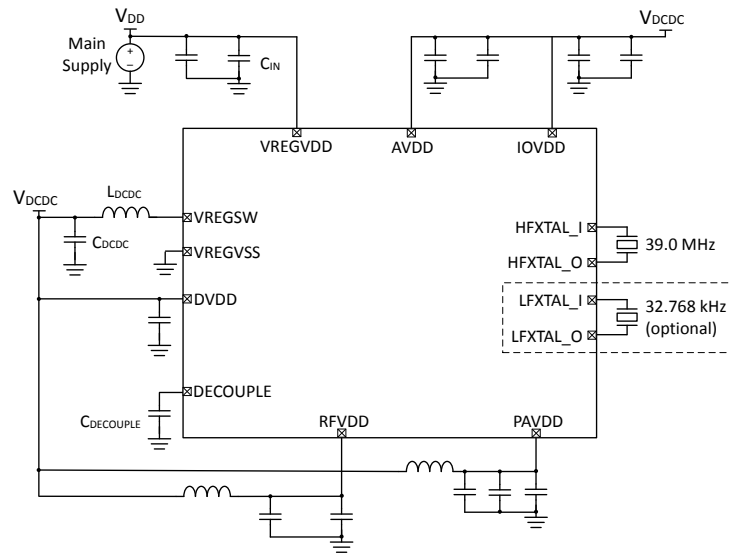 VDD
VDCDC
Main
Supply
+
−
CIN
VREGVDD
AVDD
IOVDD
VDCDC
LDCDC
VREGSW
CDCDC
VREGVSS
HFXTAL_I
39.0 MHz
HFXTAL_O
DVDD
LFXTAL_I
32.768 kHz
(optional)
LFXTAL_O
DECOUPLE
CDECOUPLE
RFVDD
PAVDD